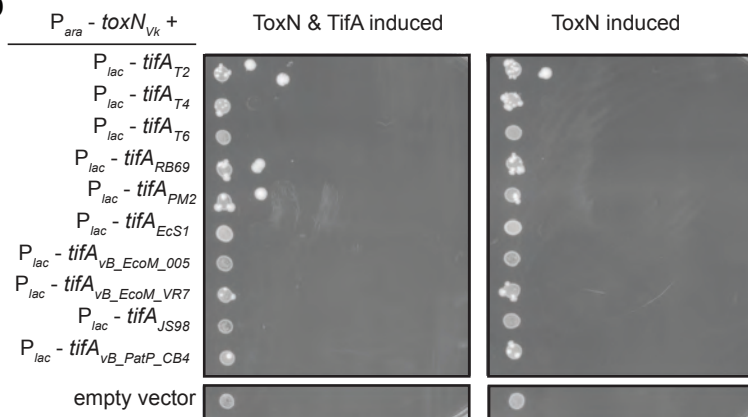 P_ara - toxN_Vk + ToxN & TifA induced ToxN induced
P_lac - tifA_T2
P_lac - tifA_T4
P_lac - tifA_T6
P_lac - tifA_RB69
P_lac - tifA_PM2
P_lac - tifA_EcS1
P_lac - tifA_vB_EcoM_005
P_lac - tifA_vB_EcoM_VR7
P_lac - tifA_JS98
P_lac - tifA_vB_PatP_CB4
empty vector